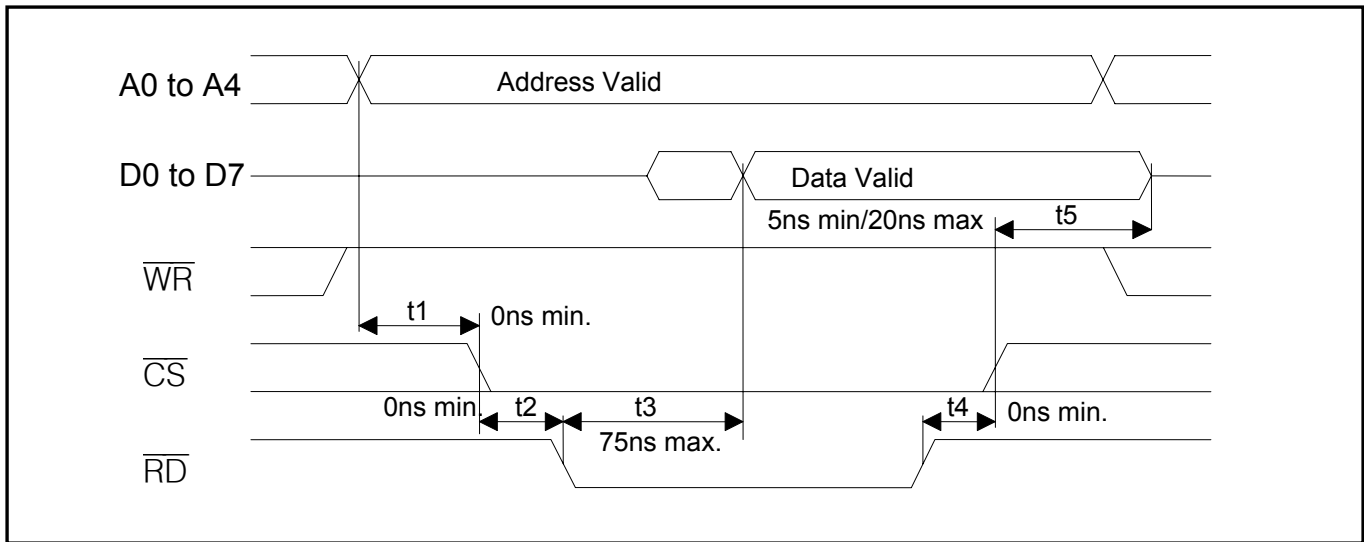 A0 to A4
Address Valid
D0 to D7
Data Valid
5ns min/20ns max
t5
WR
t1
0ns min.
CS
0ns min.
t2
t3
t4
0ns min.
75ns max.
RD